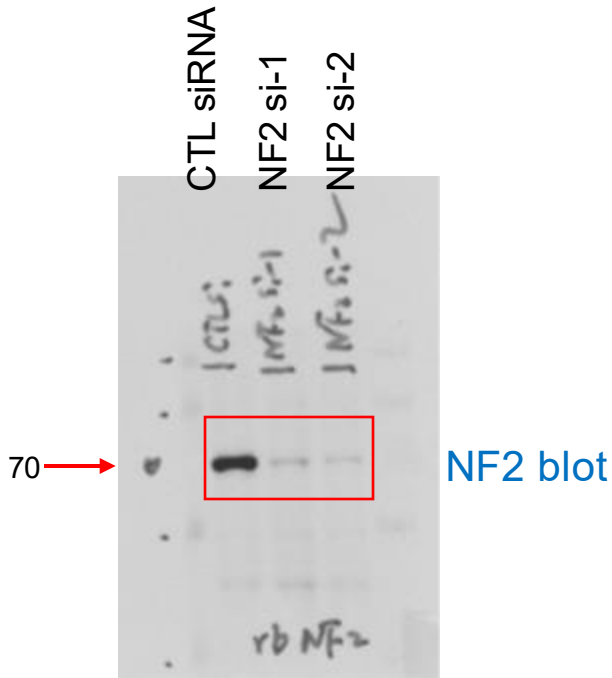 CTL siRNA
NF2 si-1
NF2 si-2
CTLsi
NF2 si-1
NF2 si-2
70
NF2 blot
rb NF2